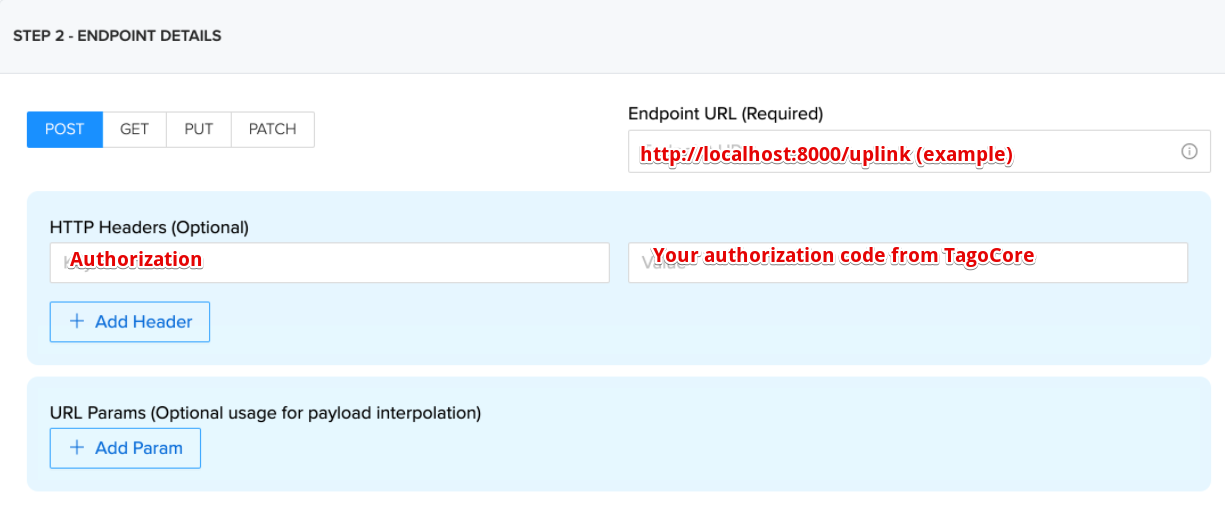 STEP 2 - ENDPOINT DETAILS
POST GET PUT PATCH
Endpoint URL (Required)
http://localhost:8000/uplink (example)
HTTP Headers (Optional)
Authorization
Your authorization code from TagoCore
Value
+ Add Header
URL Params (Optional usage for payload interpolation)
+ Add Param